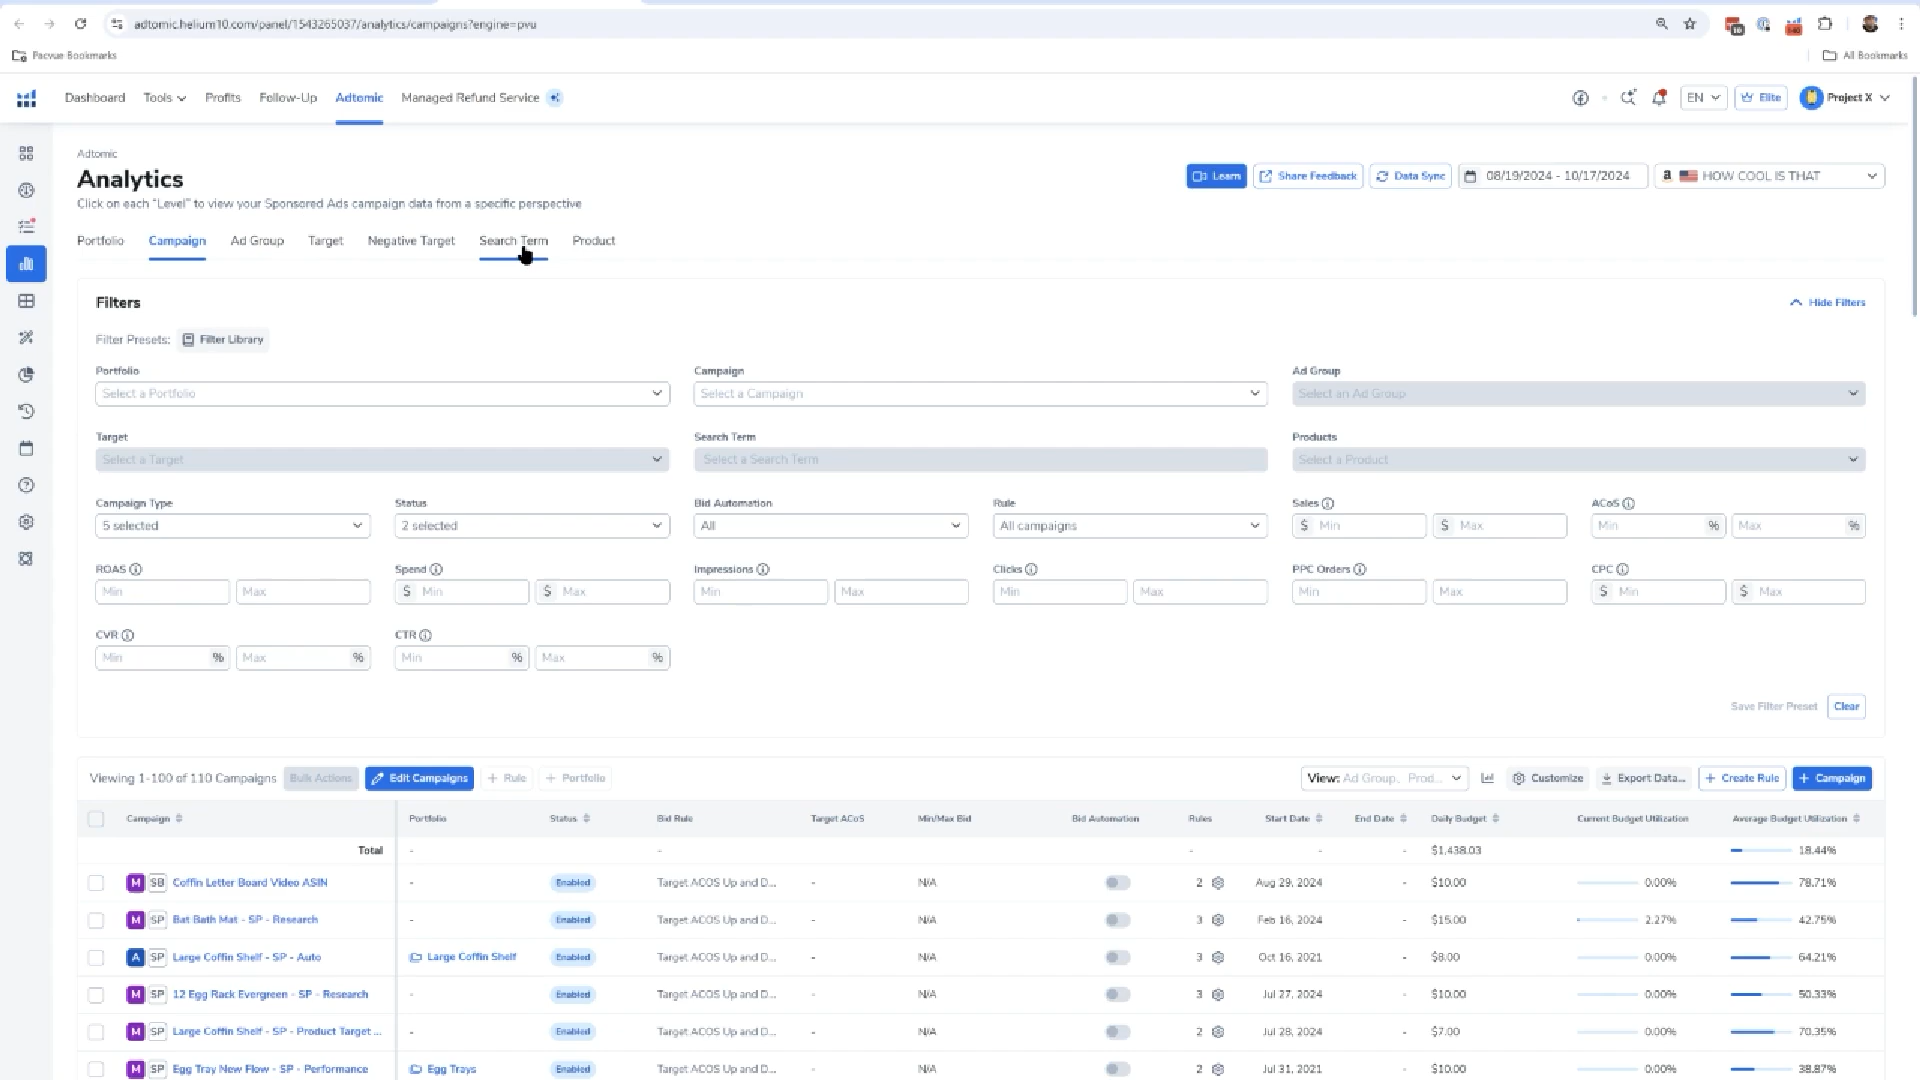 adtomic.helium10.com/panel/1543265037/analytics/campaigns?engine=pvu
Pacvue Bookmarks
All Bookmarks
Dashboard Tools Profits Follow-Up Adtomic Managed Refund Service
EN Elite Project X
Adtomic
Analytics
Click on each "Level" to view your Sponsored Ads campaign data from a specific perspective
Learn Share Feedback Data Sync 08/19/2024 - 10/17/2024 a HOW COOL IS THAT
Portfolio Campaign Ad Group Target Negative Target Search Term Product
Filters
Hide Filters
Filter Presets: Filter Library
Portfolio Campaign Ad Group
Select a Portfolio Select a Campaign Select an Ad Group
Target Search Term Products
Select a Target Select a Search Term Select a Product
Campaign Type Status Bid Automation Rule Sales ACoS
5 selected 2 selected All All campaigns $ Min $ Max Min % Max %
ROAS Spend Impressions Clicks PPC Orders CPC
Min Max $ Min $ Max Min Max Min Max Min Max $ Min $ Max
CVR CTR
Min % Max % Min % Max %
Save Filter Preset Clear
Viewing 1-100 of 110 Campaigns Bulk Actions Edit Campaigns + Rule + Portfolio View: Ad Group, Prod... Customize Export Data... + Create Rule + Campaign
Campaign Portfolio Status Bid Rule Target ACoS Min/Max Bid Bid Automation Rules Start Date End Date Daily Budget Current Budget Utilization Average Budget Utilization
Total - - - - - $1,438.03 18.44%
M SB Coffin Letter Board Video ASIN - Enabled Target ACOS Up and D... - N/A 2 Aug 29, 2024 - $10.00 0.00% 78.71%
M SP Bat Bath Mat - SP - Research - Enabled Target ACOS Up and D... - N/A 3 Feb 16, 2024 - $15.00 2.27% 42.75%
A SP Large Coffin Shelf - SP - Auto Large Coffin Shelf Enabled Target ACOS Up and D... - N/A 3 Oct 16, 2021 - $8.00 0.00% 64.21%
M SP 12 Egg Rack Evergreen - SP - Research - Enabled Target ACOS Up and D... - N/A 3 Jul 27, 2024 - $10.00 0.00% 50.33%
M SP Large Coffin Shelf - SP - Product Target ... - Enabled Target ACOS Up and D... - N/A 2 Jul 28, 2024 - $7.00 0.00% 70.35%
M SP Egg Tray New Flow - SP - Performance Egg Trays Enabled Target ACOS Up and D... - N/A 2 Jul 31, 2021 - $10.00 0.00% 38.87%